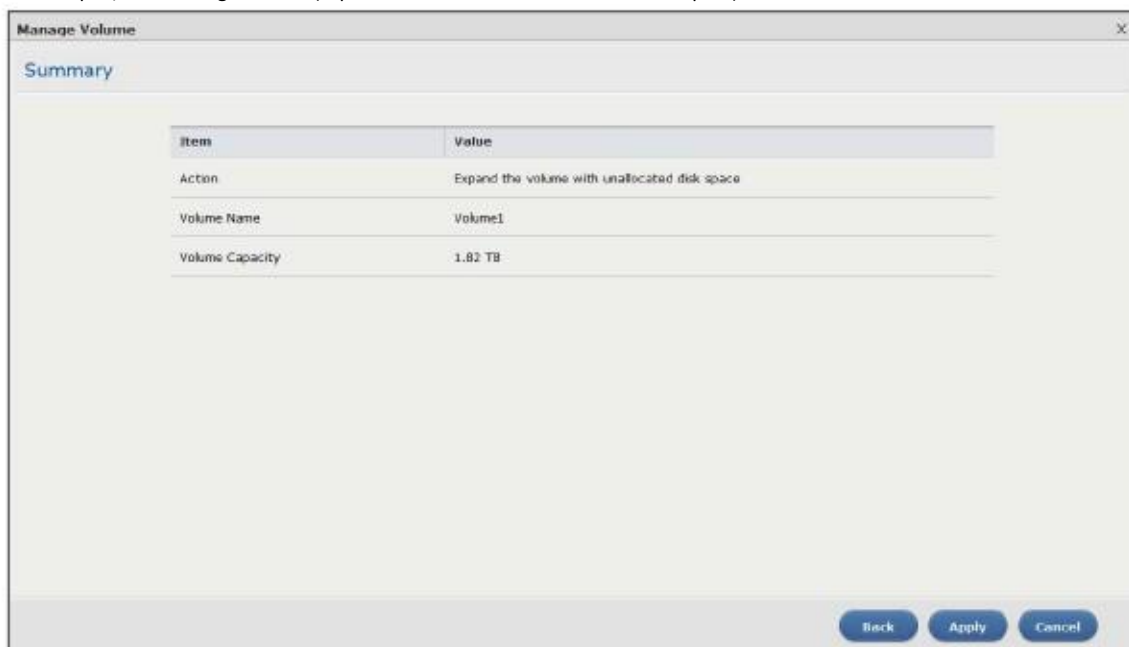 Manage Volume X
Summary
Item Value
Action Expand the volume with unallocated disk space
Volume Name Volume1
Volume Capacity 1.82 TB
Back Apply Cancel